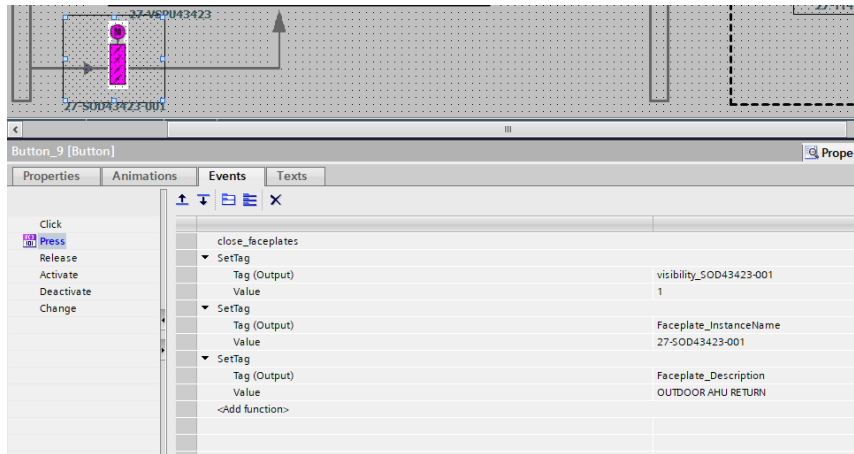 27-VSPU43423
27-SOD43423-001
Button_9 [Button]
Prope
Properties Animations Events Texts
Click
Press
Release
Activate
Deactivate
Change
close_faceplates
SetTag
Tag (Output) visibility_SOD43423-001
Value 1
SetTag
Tag (Output) Faceplate_InstanceName
Value 27-SOD43423-001
SetTag
Tag (Output) Faceplate_Description
Value OUTDOOR AHU RETURN
<Add function>